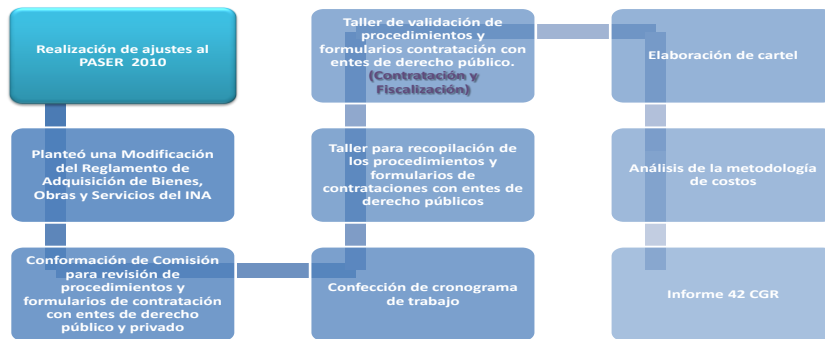 Realización de ajustes al
PASER 2010
Planteó una Modificación
del Reglamento de
Adquisición de Bienes,
Obras y Servicios del INA
Conformación de Comisión
para revisión de
procedimientos y
formularios de contratación
con entes de derecho
público y privado
Confección de cronograma
de trabajo
Taller para recopilación de
los procedimientos y
formularios de
contrataciones con entes de
derecho públicos
Taller de validación de
procedimientos y
formularios contratación con
entes de derecho público.
(Contratación y
Fiscalización)
Elaboración de cartel
Análisis de la metodología
de costos
Informe 42 CGR